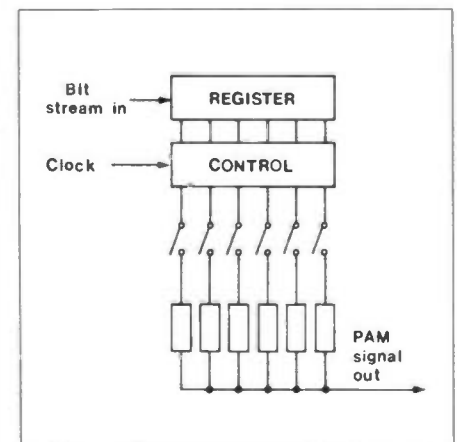 Bit
stream in
REGISTER
Clock
CONTROL
PAM
signal
out